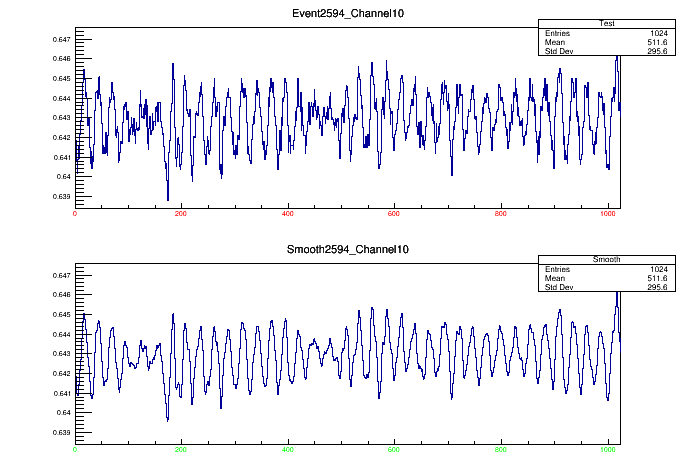 Event2594_Channel10
Test
Entries 1024
Mean 511.6
Std Dev 295.6
0.647
0.646
0.645
0.644
0.643
0.642
0.641
0.64
0.639
0 200 400 600 800 1000
Smooth2594_Channel10
Smooth
Entries 1024
Mean 511.6
Std Dev 295.6
0.647
0.646
0.645
0.644
0.643
0.642
0.641
0.64
0.639
0 200 400 600 800 1000